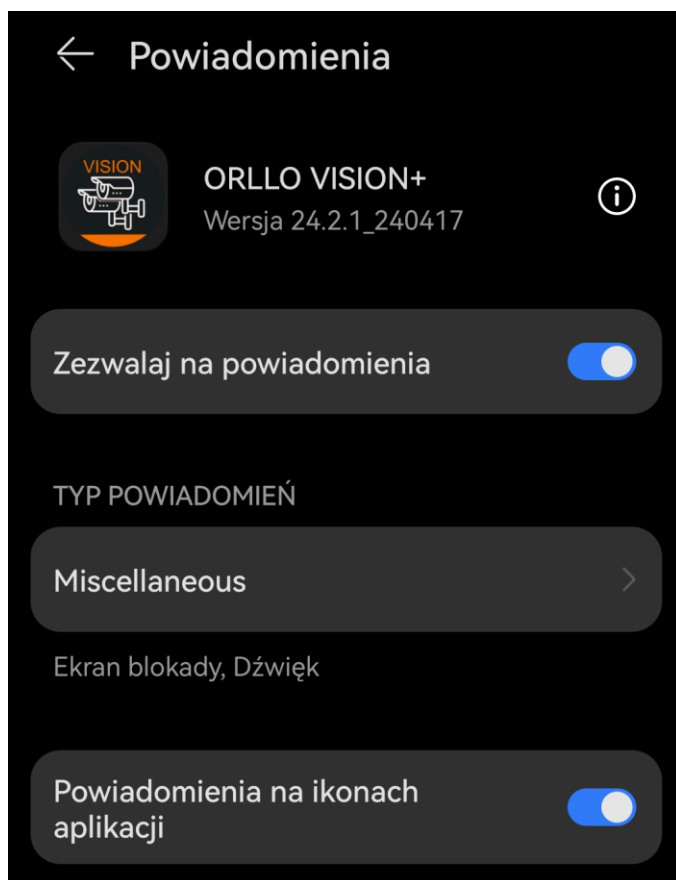 Powiadomienia
VISION
ORLLO VISION+
Wersja 24.2.1_240417
Zezwalaj na powiadomienia
TYP POWIADOMIEŃ
Miscellaneous
Ekran blokady, Dźwięk
Powiadomienia na ikonach
aplikacji